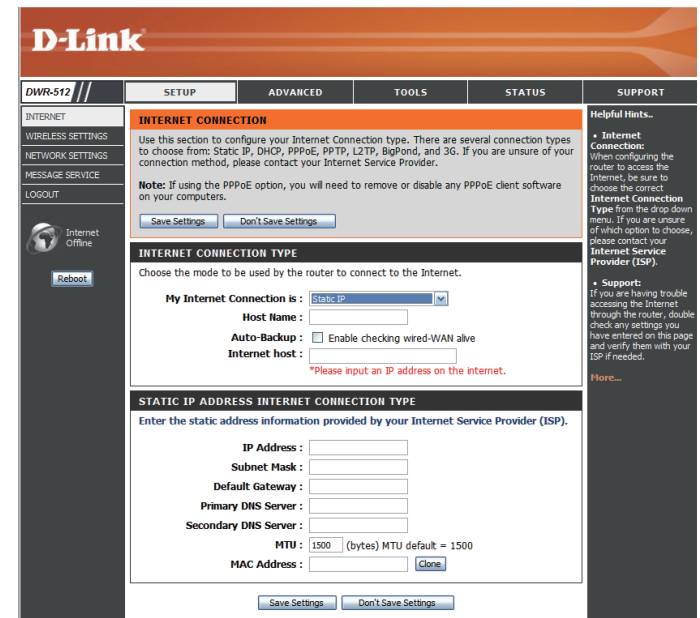 D-Link
DWR-512
SETUP
ADVANCED
TOOLS
STATUS
SUPPORT
INTERNET
WIRELESS SETTINGS
NETWORK SETTINGS
MESSAGE SERVICE
LOGOUT
Internet
Offline
Reboot
INTERNET CONNECTION
Use this section to configure your Internet Connection type. There are several connection types
to choose from: Static IP, DHCP, PPPoE, PPTP, L2TP, BigPond, and 3G. If you are unsure of your
connection method, please contact your Internet Service Provider.
Note: If using the PPPoE option, you will need to remove or disable any PPPoE client software
on your computers.
Save Settings
Don't Save Settings
INTERNET CONNECTION TYPE
Choose the mode to be used by the router to connect to the Internet.
My Internet Connection is : Static IP
Host Name :
Auto-Backup : Enable checking wired-WAN alive
Internet host :
*Please input an IP address on the internet.
STATIC IP ADDRESS INTERNET CONNECTION TYPE
Enter the static address information provided by your Internet Service Provider (ISP).
IP Address :
Subnet Mask :
Default Gateway :
Primary DNS Server :
Secondary DNS Server :
MTU : 1500 (bytes) MTU default = 1500
MAC Address : Clone
Save Settings
Don't Save Settings
Helpful Hints..
• Internet
Connection:
When configuring the
router to access the
Internet, be sure to
choose the correct
Internet Connection
Type from the drop down
menu. If you are unsure
of which option to choose,
please contact your
Internet Service
Provider (ISP).
• Support:
If you are having trouble
accessing the Internet
through the router, double
check any settings you
have entered on this page
and verify them with your
ISP if needed.
More...